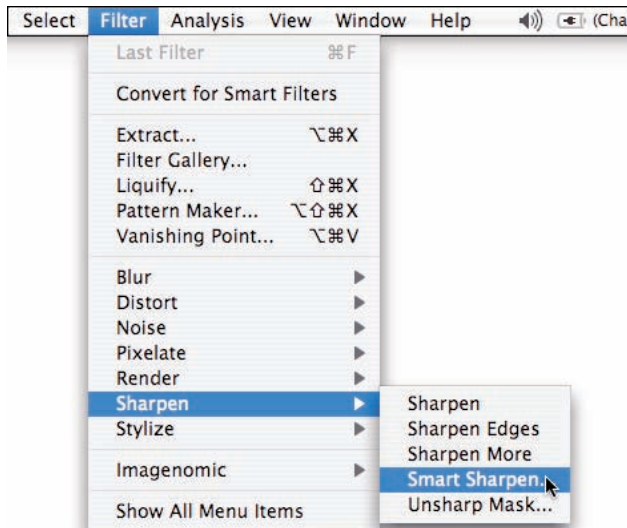 Select Filter Analysis View Window Help (Cha
Last Filter ⌘F
Convert for Smart Filters
Extract... ⌥⌘X
Filter Gallery...
Liquify... ⇧⌘X
Pattern Maker... ⌥⇧⌘X
Vanishing Point... ⌥⌘V
Blur
Distort
Noise
Pixelate
Render
Sharpen
Stylize
Imagenomic
Show All Menu Items
Sharpen
Sharpen Edges
Sharpen More
Smart Sharpen..
Unsharp Mask...